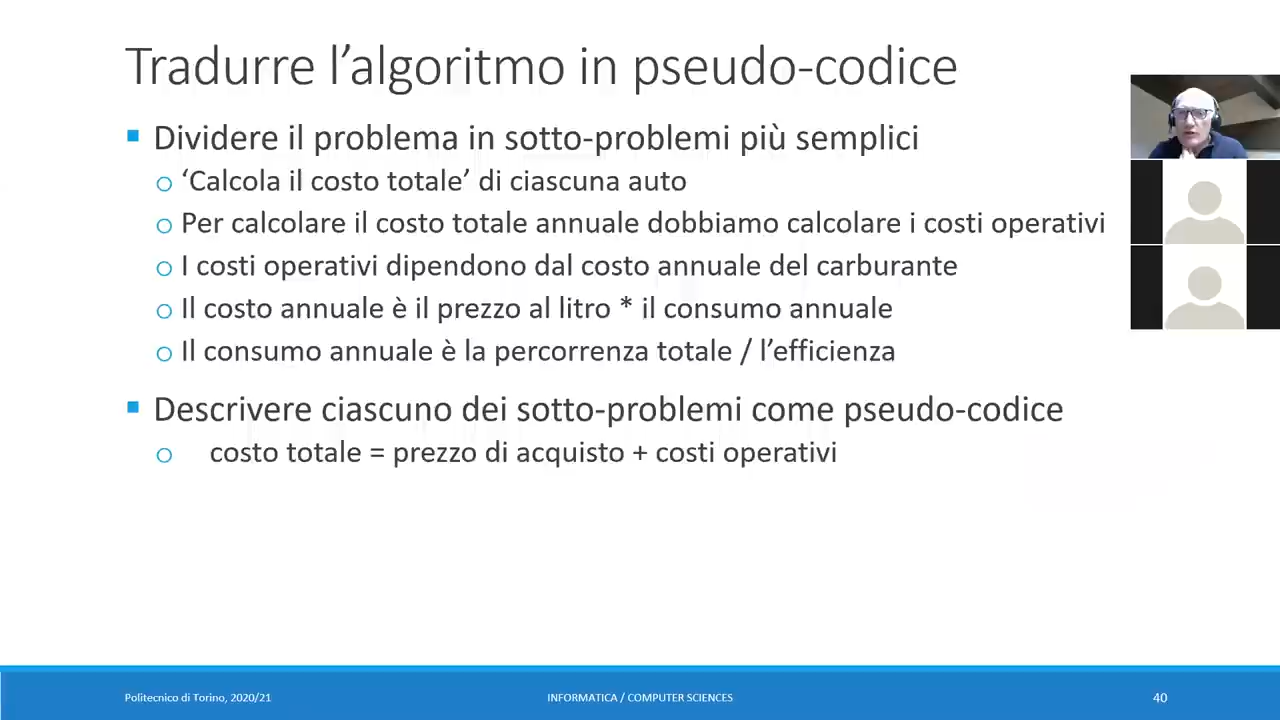 Tradurre l’algoritmo in pseudo-codice
▪ Dividere il problema in sotto-problemi più semplici
o ‘Calcola il costo totale’ di ciascuna auto
o Per calcolare il costo totale annuale dobbiamo calcolare i costi operativi
o I costi operativi dipendono dal costo annuale del carburante
o Il costo annuale è il prezzo al litro * il consumo annuale
o Il consumo annuale è la percorrenza totale / l’efficienza
▪ Descrivere ciascuno dei sotto-problemi come pseudo-codice
o costo totale = prezzo di acquisto + costi operativi
Politecnico di Torino, 2020/21
INFORMATICA / COMPUTER SCIENCES
40